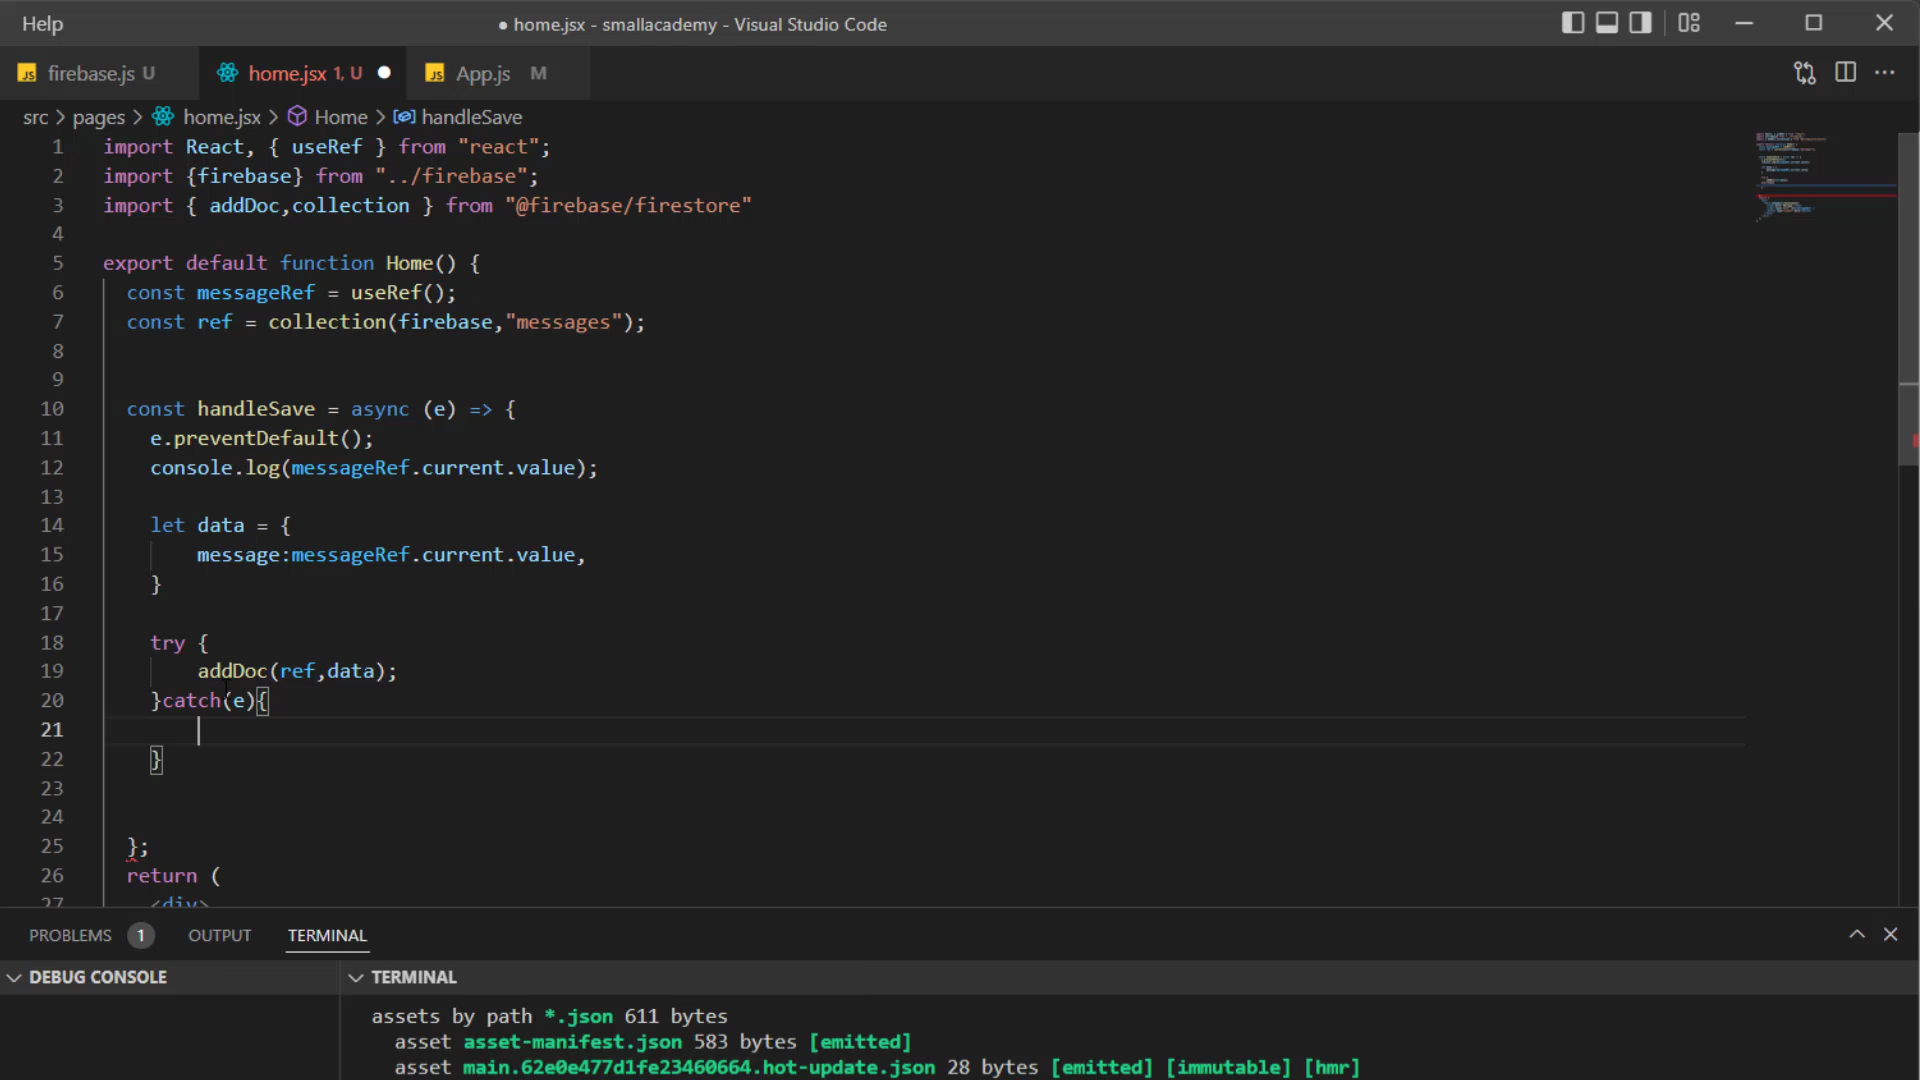 Help
● home.jsx - smallacademy - Visual Studio Code
JS firebase.js U
home.jsx 1, U ●
JS App.js M
src > pages > home.jsx > Home > handleSave
1 import React, { useRef } from "react";
2 import {firebase} from "../firebase";
3 import { addDoc,collection } from "@firebase/firestore"
4
5 export default function Home() {
6 const messageRef = useRef();
7 const ref = collection(firebase,"messages");
8
9
10 const handleSave = async (e) => {
11 e.preventDefault();
12 console.log(messageRef.current.value);
13
14 let data = {
15 message:messageRef.current.value,
16 }
17
18 try {
19 addDoc(ref,data);
20 }catch(e){
21
22 }
23
24
25 };
26 return (
27 <div>
PROBLEMS 1 OUTPUT TERMINAL
DEBUG CONSOLE
TERMINAL
assets by path *.json 611 bytes
asset asset-manifest.json 583 bytes [emitted]
asset main.62e0e477d1fe23460664.hot-update.json 28 bytes [emitted] [immutable] [hmr]